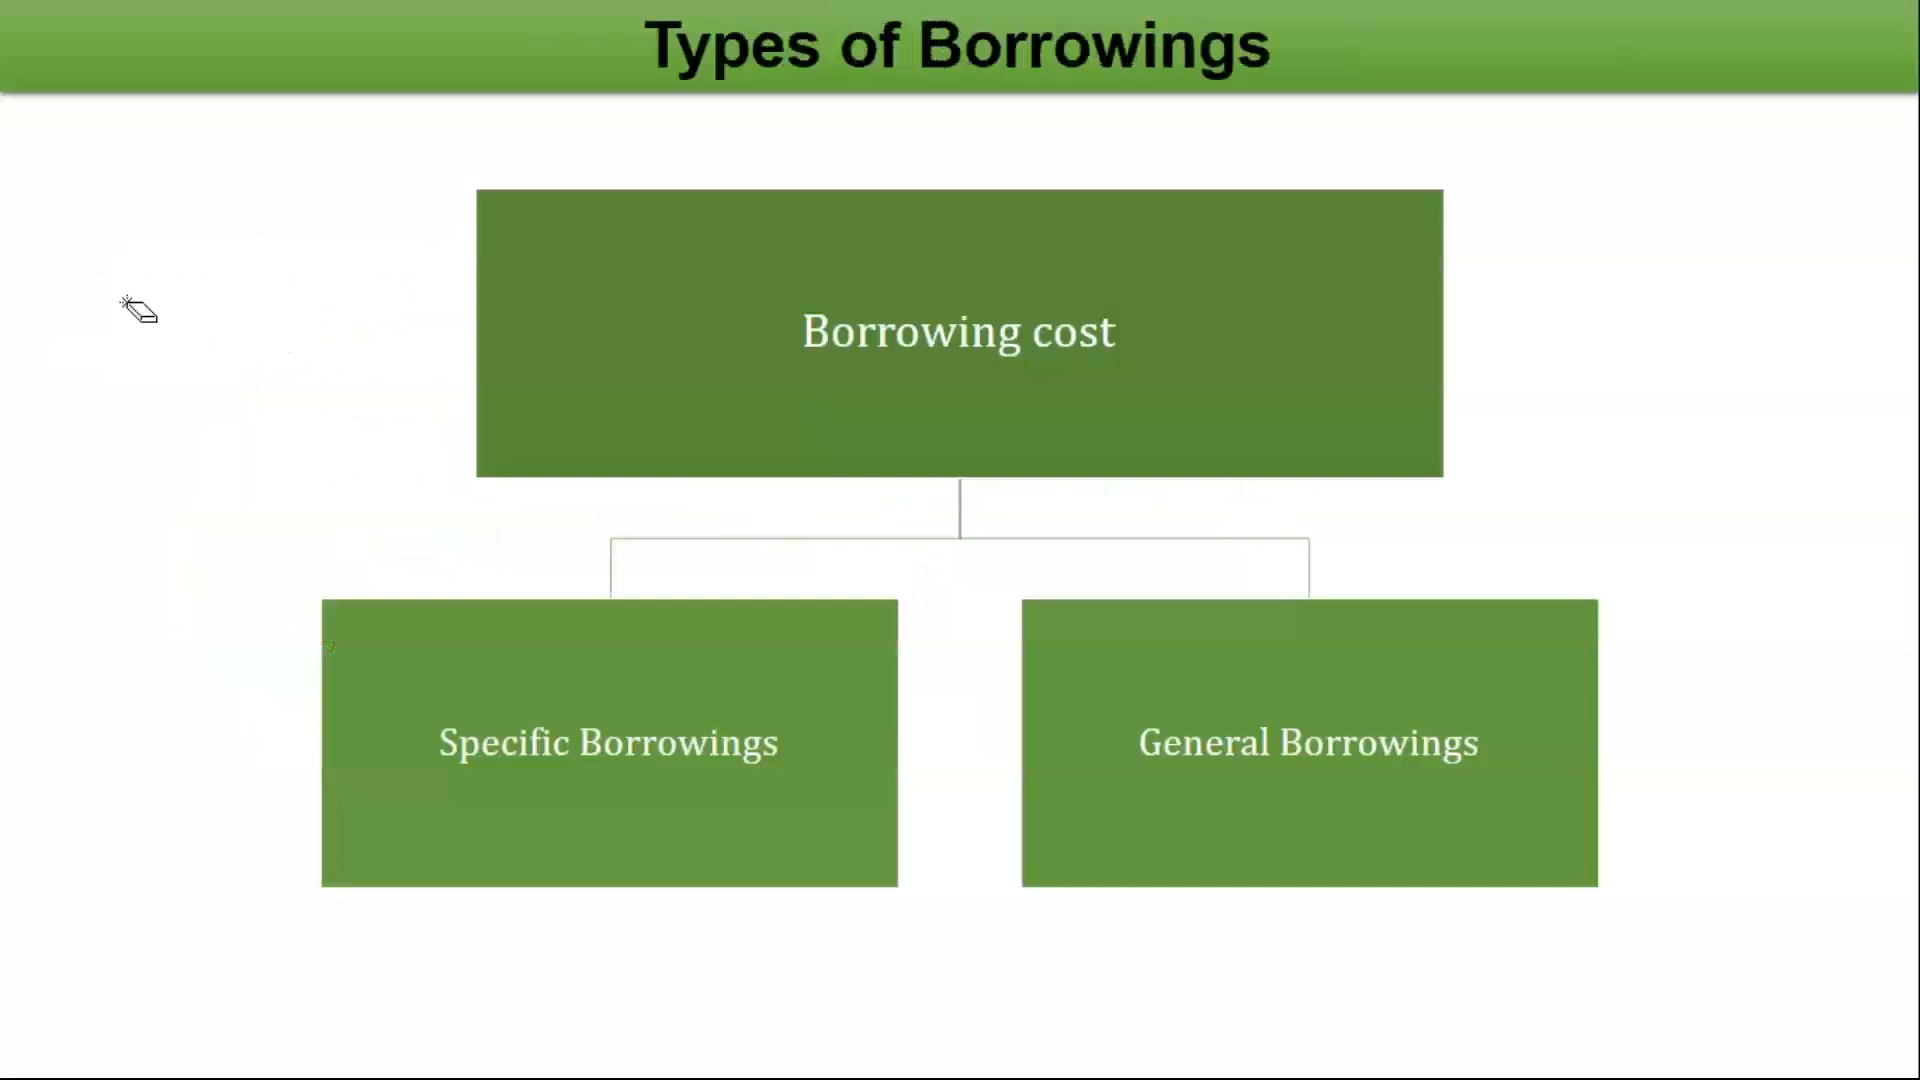 Types of Borrowings
Borrowing cost
Specific Borrowings
General Borrowings